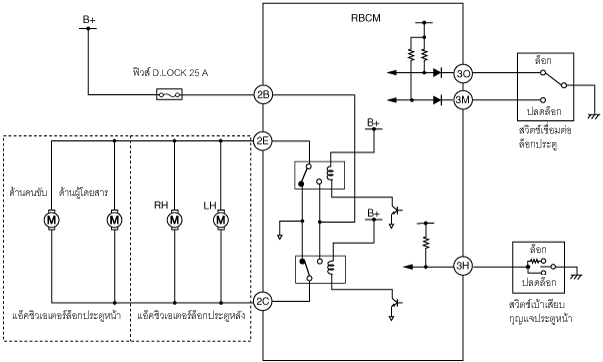 B+
RBCM
ฟิวส์ D.LOCK 25 A
2B
3O
3M
ล็อก
ปลดล็อก
สวิตช์เชื่อมต่อ
ล็อกประตู
2E
B+
ด้านคนขับ
ด้านผู้โดยสาร
RH
LH
M
M
M
M
B+
3H
ล็อก
ปลดล็อก
สวิตช์เบ้าเสียบ
กุญแจประตูหน้า
2C
แอ็คชิวเอเตอร์ล็อกประตูหน้า
แอ็คชิวเอเตอร์ล็อกประตูหลัง